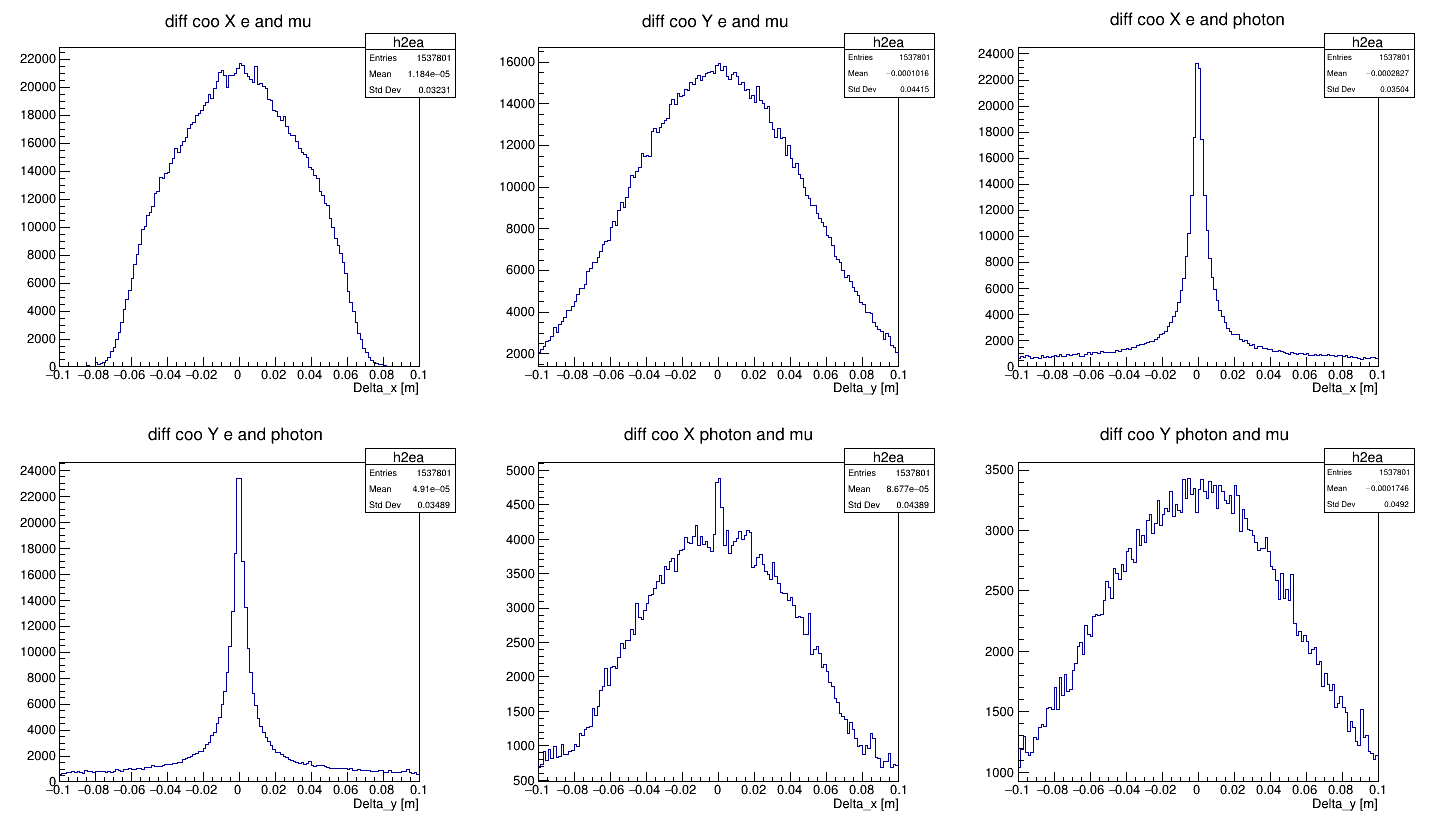 diff coo X e and mu
h2ea
Entries 1537801
Mean 1.184e−05
Std Dev 0.03231
22000
20000
18000
16000
14000
12000
10000
8000
6000
4000
2000
0
−0.1 −0.08 −0.06 −0.04 −0.02 0 0.02 0.04 0.06 0.08 0.1
Delta_x [m]
diff coo Y e and mu
h2ea
Entries 1537801
Mean −0.0001016
Std Dev 0.04415
16000
14000
12000
10000
8000
6000
4000
2000
−0.1 −0.08 −0.06 −0.04 −0.02 0 0.02 0.04 0.06 0.08 0.1
Delta_y [m]
diff coo X e and photon
h2ea
Entries 1537801
Mean −0.0002827
Std Dev 0.03504
24000
22000
20000
18000
16000
14000
12000
10000
8000
6000
4000
2000
0
−0.1 −0.08 −0.06 −0.04 −0.02 0 0.02 0.04 0.06 0.08 0.1
Delta_x [m]
diff coo Y e and photon
h2ea
Entries 1537801
Mean 4.91e−05
Std Dev 0.03489
24000
22000
20000
18000
16000
14000
12000
10000
8000
6000
4000
2000
0
−0.1 −0.08 −0.06 −0.04 −0.02 0 0.02 0.04 0.06 0.08 0.1
Delta_y [m]
diff coo X photon and mu
h2ea
Entries 1537801
Mean 8.677e−05
Std Dev 0.04389
5000
4500
4000
3500
3000
2500
2000
1500
1000
500
−0.1 −0.08 −0.06 −0.04 −0.02 0 0.02 0.04 0.06 0.08 0.1
Delta_x [m]
diff coo Y photon and mu
h2ea
Entries 1537801
Mean −0.0001746
Std Dev 0.0492
3500
3000
2500
2000
1500
1000
−0.1 −0.08 −0.06 −0.04 −0.02 0 0.02 0.04 0.06 0.08 0.1
Delta_y [m]